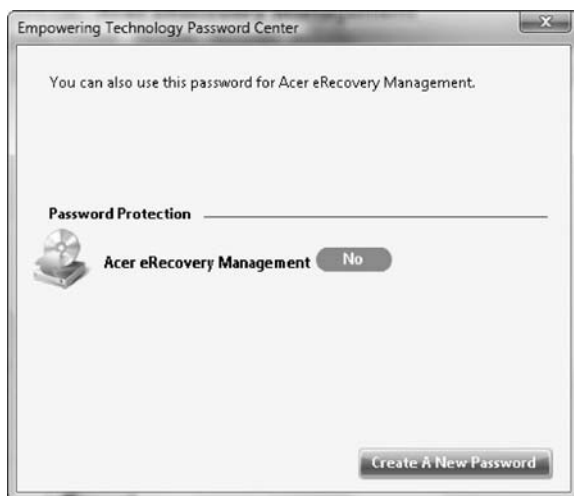 Empowering Technology Password Center
You can also use this password for Acer eRecovery Management.
Password Protection
Acer eRecovery Management No
Create A New Password